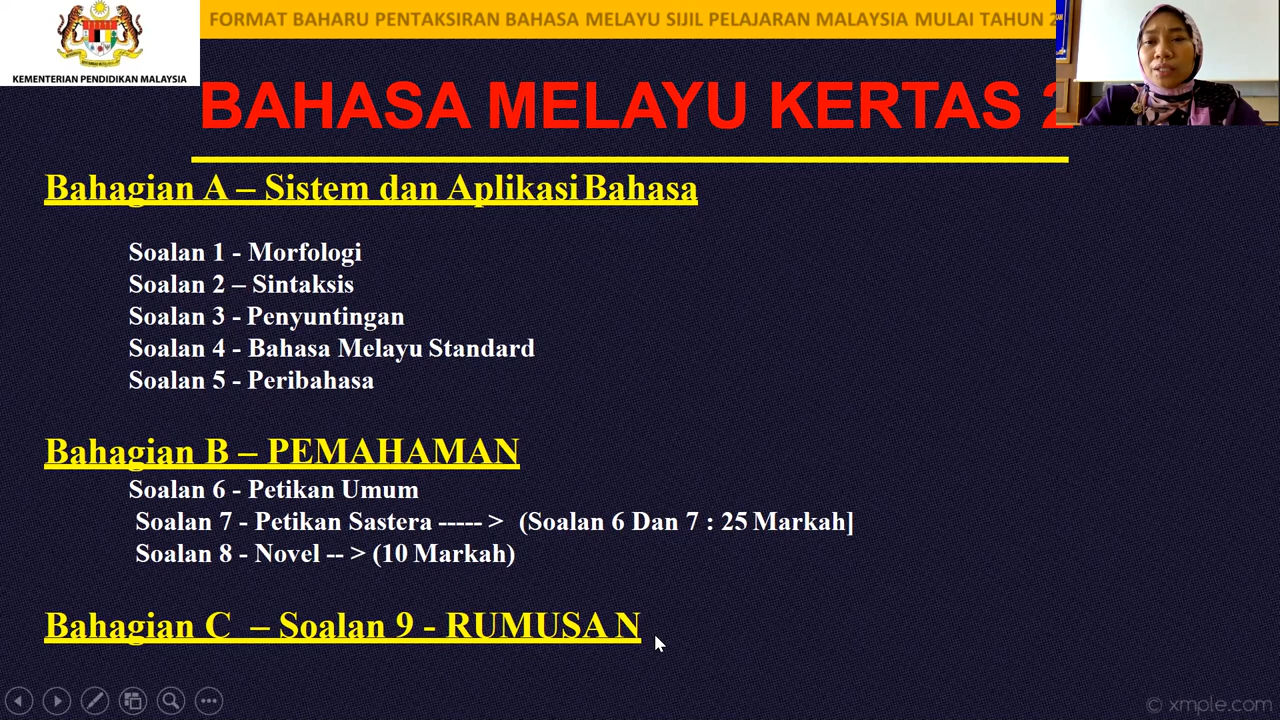 FORMAT BAHARU PENTAKSIRAN BAHASA MELAYU SIJIL PELAJARAN MALAYSIA MULAI TAHUN 2
KEMENTERIAN PENDIDIKAN MALAYSIA
BAHASA MELAYU KERTAS 2
Bahagian A – Sistem dan Aplikasi Bahasa
Soalan 1 - Morfologi
Soalan 2 – Sintaksis
Soalan 3 - Penyuntingan
Soalan 4 - Bahasa Melayu Standard
Soalan 5 - Peribahasa
Bahagian B – PEMAHAMAN
Soalan 6 - Petikan Umum
Soalan 7 - Petikan Sastera ----- > (Soalan 6 Dan 7 : 25 Markah]
Soalan 8 - Novel -- > (10 Markah)
Bahagian C – Soalan 9 - RUMUSA N
© xmple.com